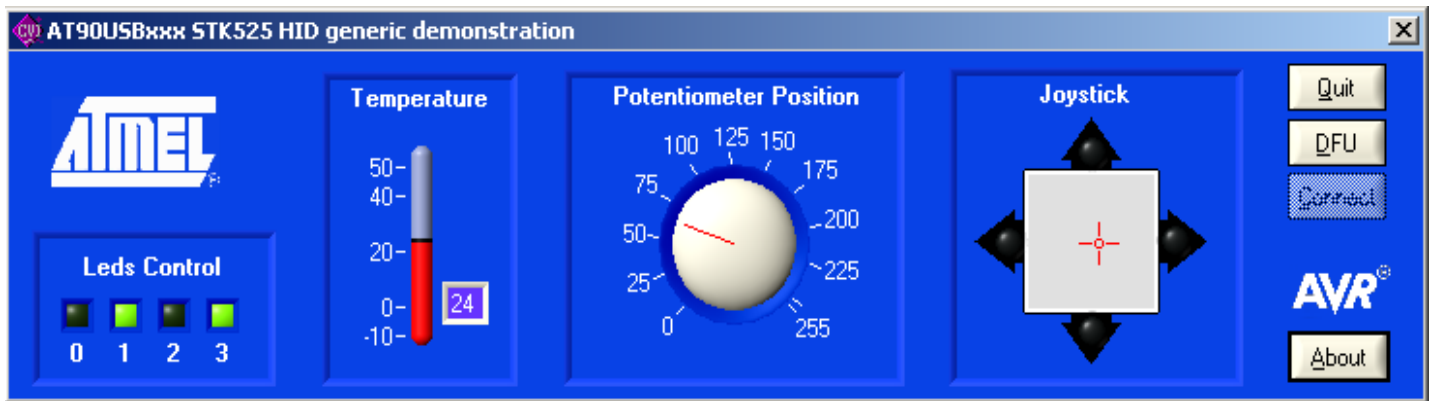 CVI AT90USBxxx STK525 HID generic demonstration
ATMEL®
Leds Control
0 1 2 3
Temperature
50
40
20
0
-10
24
Potentiometer Position
0
25
50
75
100
125
150
175
200
225
255
Joystick
Quit
DFU
Connect
AVR®
About